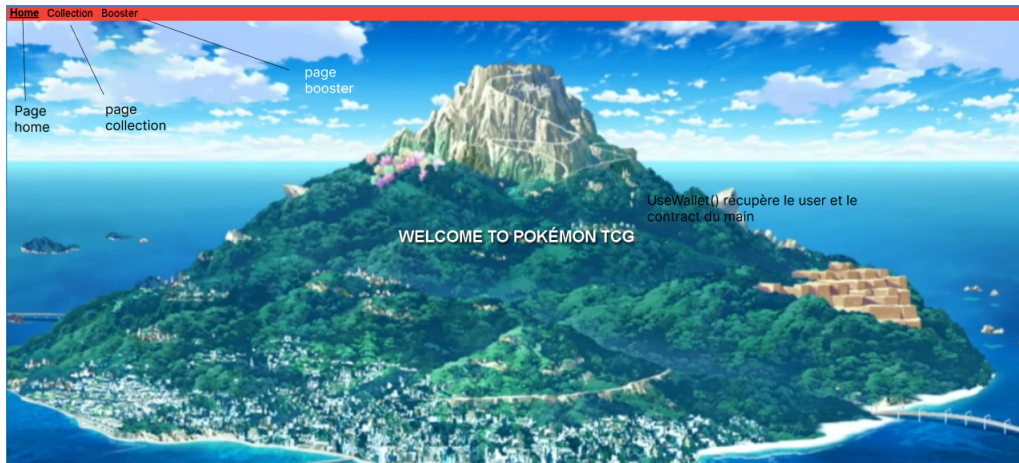 Home Collection Booster
page
booster
Page
home
page
collection
UseWallet() récupère le user et le
contract du main
WELCOME TO POKÉMON TCG